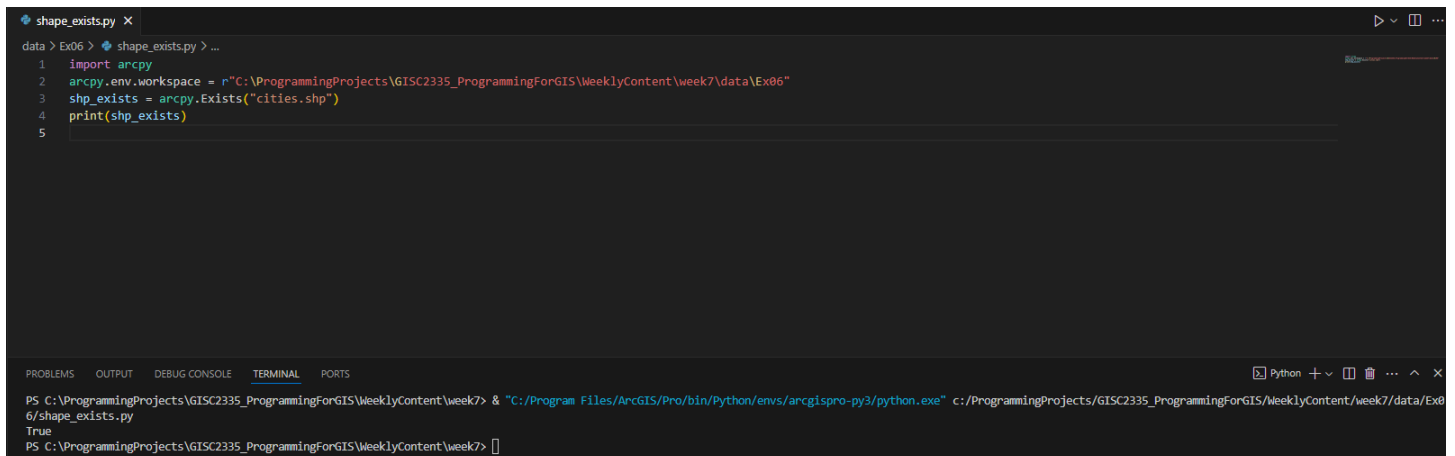 shape_exists.py
data > Ex06 > shape_exists.py > ...
1 import arcpy
2 arcpy.env.workspace = r"C:\ProgrammingProjects\GISC2335_ProgrammingForGIS\WeeklyContent\week7\data\Ex06"
3 shp_exists = arcpy.Exists("cities.shp")
4 print(shp_exists)
5
PROBLEMS OUTPUT DEBUG CONSOLE TERMINAL PORTS Python
PS C:\ProgrammingProjects\GISC2335_ProgrammingForGIS\WeeklyContent\week7> & "C:/Program Files/ArcGIS/Pro/bin/Python/envs/arcgispro-py3/python.exe" c:/ProgrammingProjects/GISC2335_ProgrammingForGIS/WeeklyContent/week7/data/Ex0
6/shape_exists.py
True
PS C:\ProgrammingProjects\GISC2335_ProgrammingForGIS\WeeklyContent\week7>